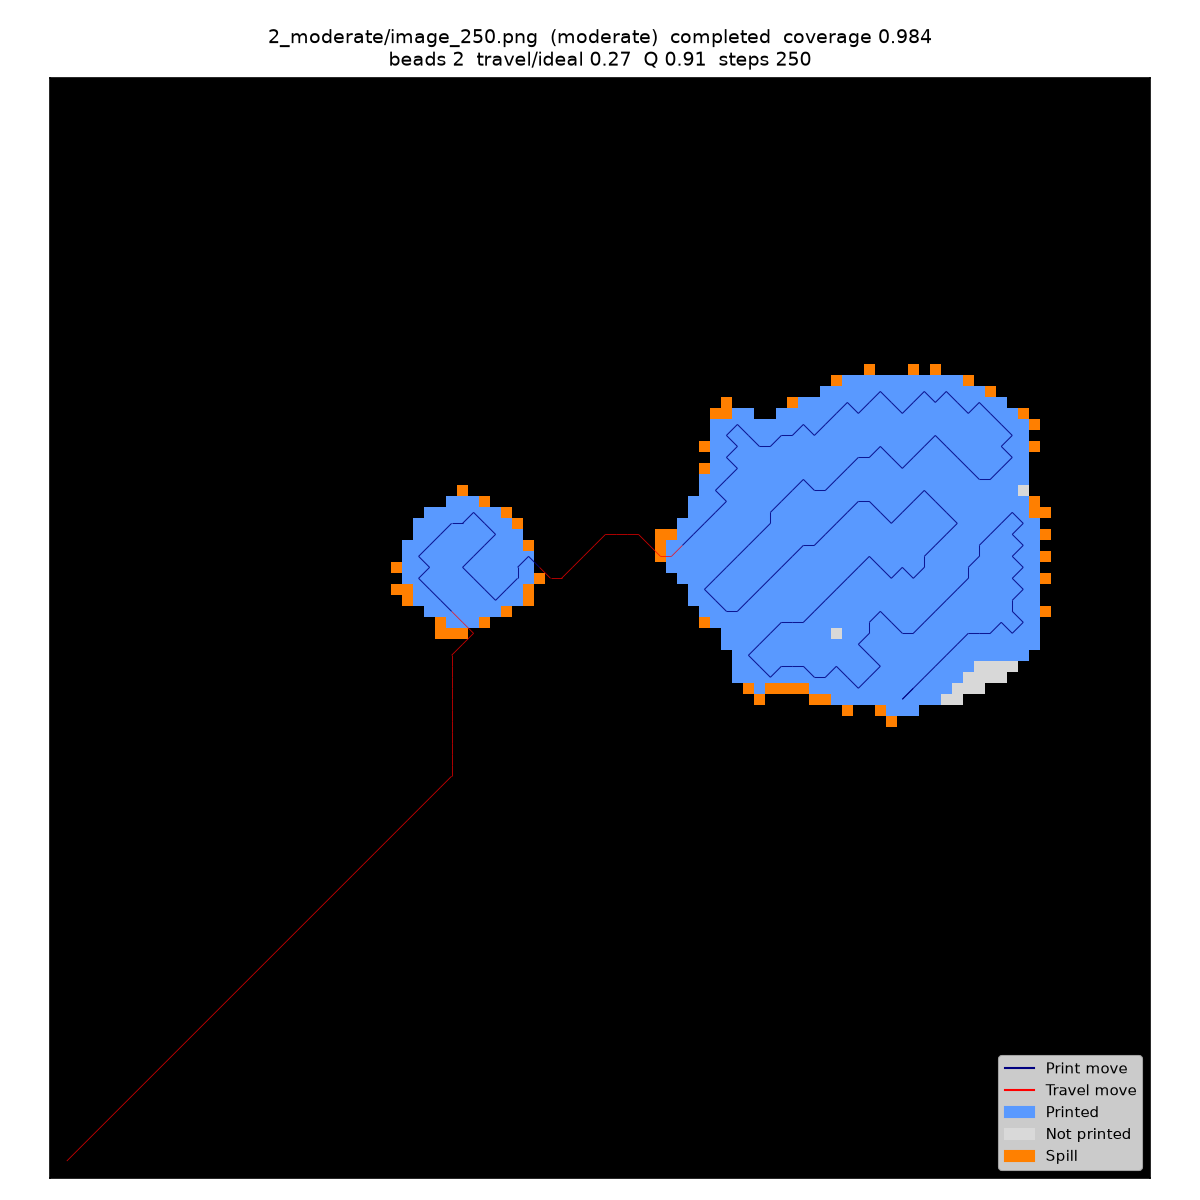 2_moderate/image_250.png  (moderate)  completed  coverage 0.984
beads 2  travel/ideal 0.27  Q 0.91  steps 250
Print move
Travel move
Printed
Not printed
Spill